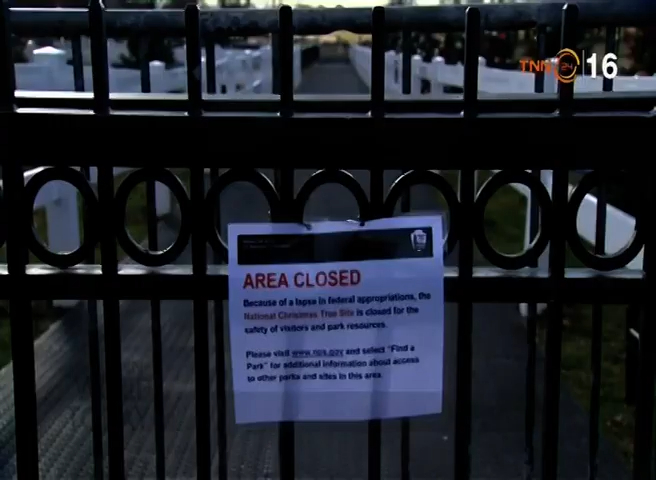 TNN 24 16
AREA CLOSED
Because of a lapse in federal appropriations, the
National Christmas Tree Site is closed for the
safety of visitors and park resources.
Please visit www.nps.gov and select "Find a
Park" for additional information about access
to other parks and sites in this area.